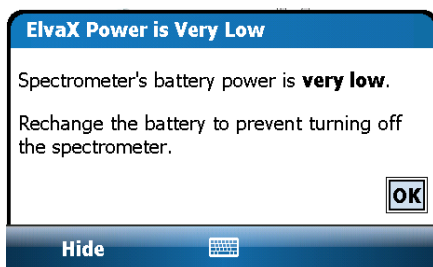 ElvaX Power is Very Low
Spectrometer's battery power is very low.
Rechange the battery to prevent turning off
the spectrometer.
OK
Hide